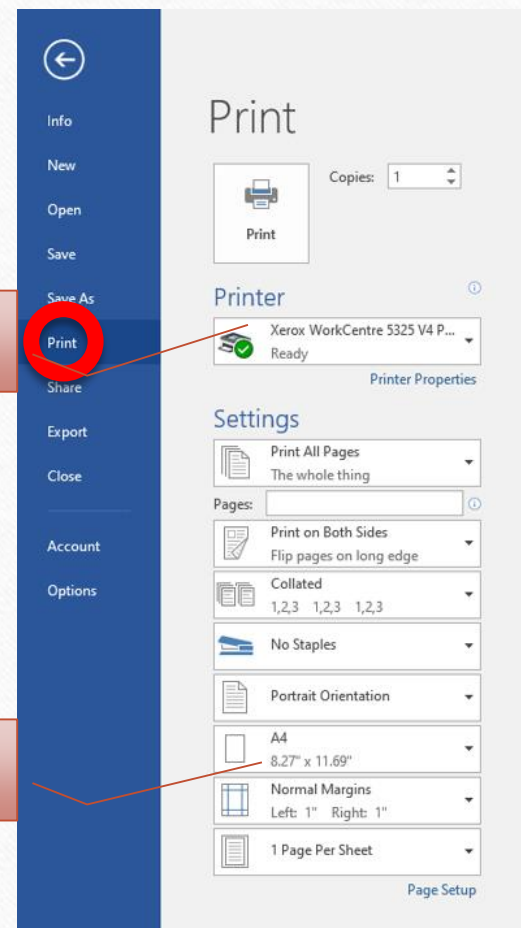 Info
New
Open
Save
Save As
Print
Share
Export
Close
Account
Options
Print
Copies: 1
Print
Printer
Xerox WorkCentre 5325 V4 P...
Ready
Printer Properties
Settings
Print All Pages
The whole thing
Pages:
Print on Both Sides
Flip pages on long edge
Collated
1,2,3 1,2,3 1,2,3
No Staples
Portrait Orientation
A4
8.27" x 11.69"
Normal Margins
Left: 1" Right: 1"
1 Page Per Sheet
Page Setup